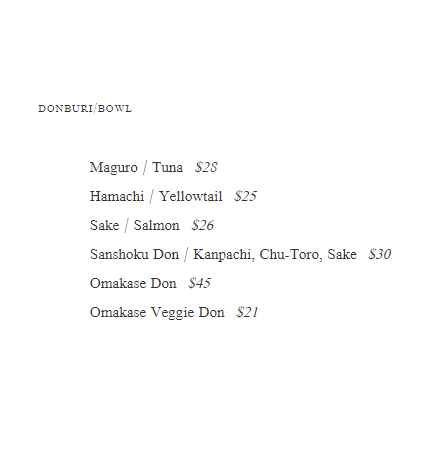 DONBURI/BOWL
Maguro / Tuna $28
Hamachi / Yellowtail $25
Sake / Salmon $26
Sanshoku Don / Kanpachi, Chu-Toro, Sake $30
Omakase Don $45
Omakase Veggie Don $21